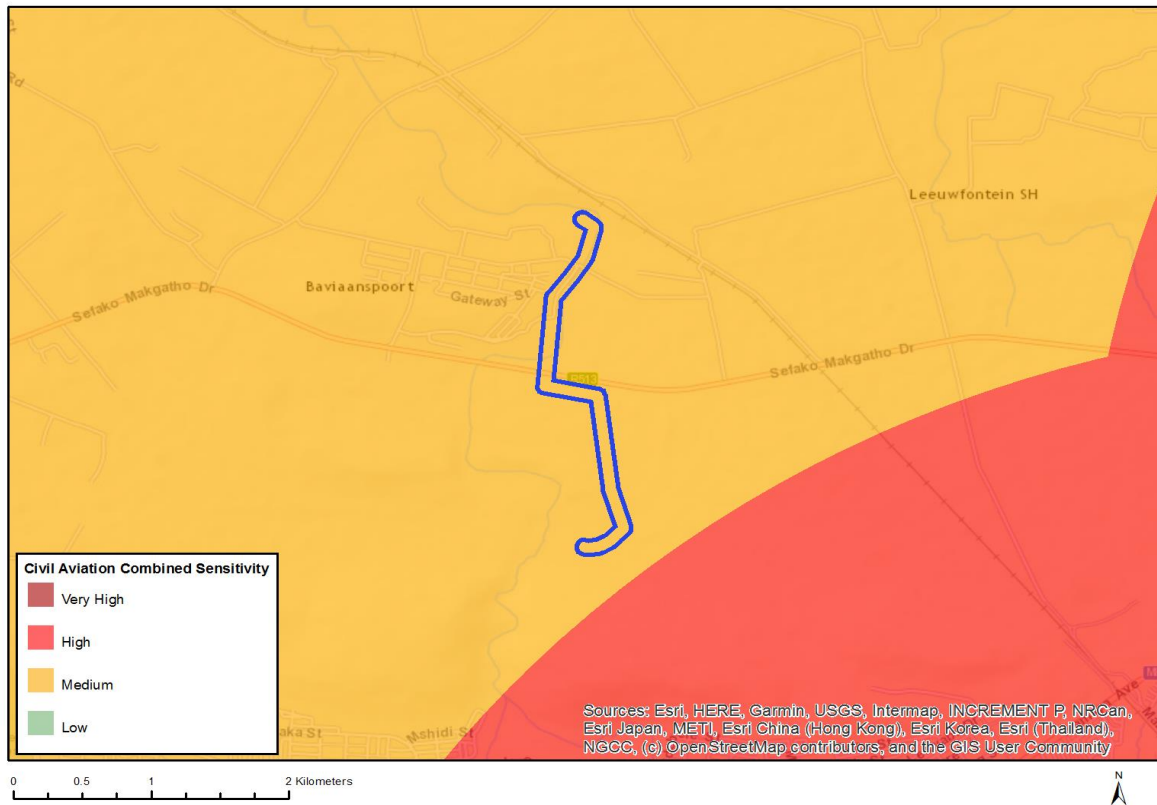 Rd
Leeuwfontein SH
Baviaanspoort
Gateway St
Sefako Makgatho Dr
R513
Sefako Makgatho Dr
Civil Aviation Combined Sensitivity
Very High
High
Medium
Low
Mshidi St
Ave
Sources: Esri, HERE, Garmin, USGS, Intermap, INCREMENT P, NRCan,
Esri Japan, METI, Esri China (Hong Kong), Esri Korea, Esri (Thailand),
NGCC, (c) OpenStreetMap contributors, and the GIS User Community
0 0.5 1 2 Kilometers
N